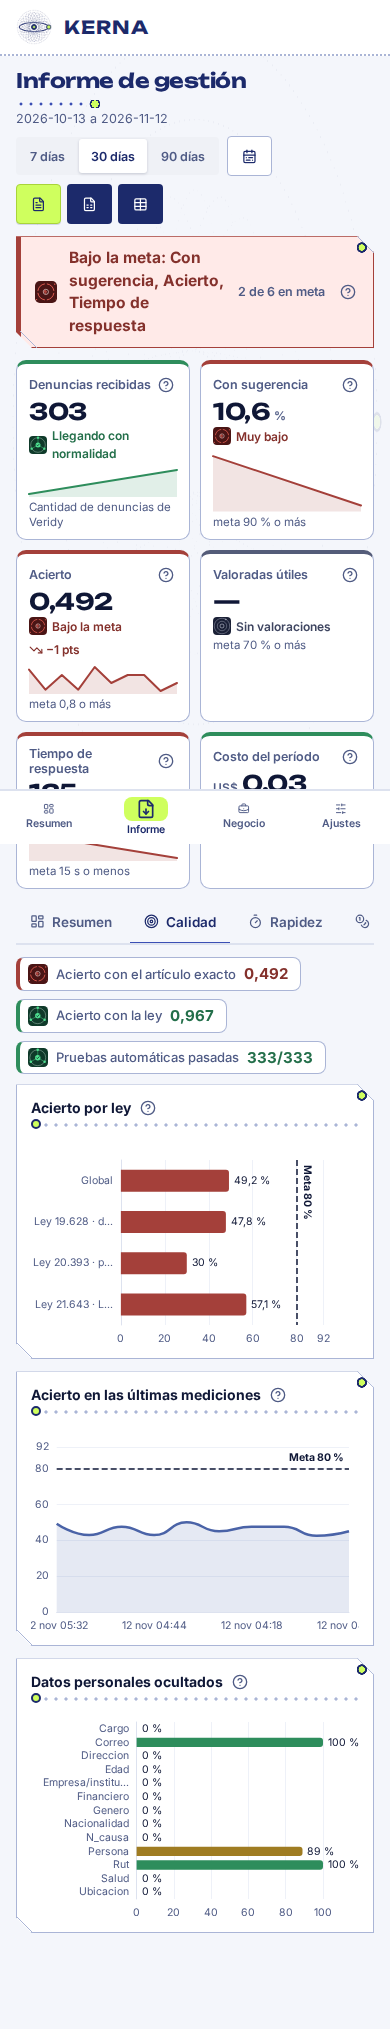 KERNA
Informe de gestión
2026-10-13 a 2026-11-12
7 días
30 días
90 días
Bajo la meta: Con
sugerencia, Acierto,
Tiempo de
respuesta
2 de 6 en meta
Denuncias recibidas
303
Llegando con
normalidad
Cantidad de denuncias de
Veridy
Con sugerencia
10,6 %
Muy bajo
meta 90 % o más
Acierto
0,492
Bajo la meta
−1 pts
meta 0,8 o más
Valoradas útiles
—
Sin valoraciones
meta 70 % o más
Tiempo de
respuesta
Costo del período
US$ 0,03
Resumen
Informe
Negocio
Ajustes
meta 15 s o menos
Resumen
Calidad
Rapidez
Acierto con el artículo exacto 0,492
Acierto con la ley 0,967
Pruebas automáticas pasadas 333/333
Acierto por ley
Meta 80 %
Global 49,2 %
Ley 19.628 · d... 47,8 %
Ley 20.393 · p... 30 %
Ley 21.643 · L... 57,1 %
0 20 40 60 80 92
Acierto en las últimas mediciones
92
Meta 80 %
80
60
40
20
0
2 nov 05:32 12 nov 04:44 12 nov 04:18 12 nov 0
Datos personales ocultados
Cargo 0 %
Correo 100 %
Direccion 0 %
Edad 0 %
Empresa/institu... 0 %
Financiero 0 %
Genero 0 %
Nacionalidad 0 %
N_causa 0 %
Persona 89 %
Rut 100 %
Salud 0 %
Ubicacion 0 %
0 20 40 60 80 100